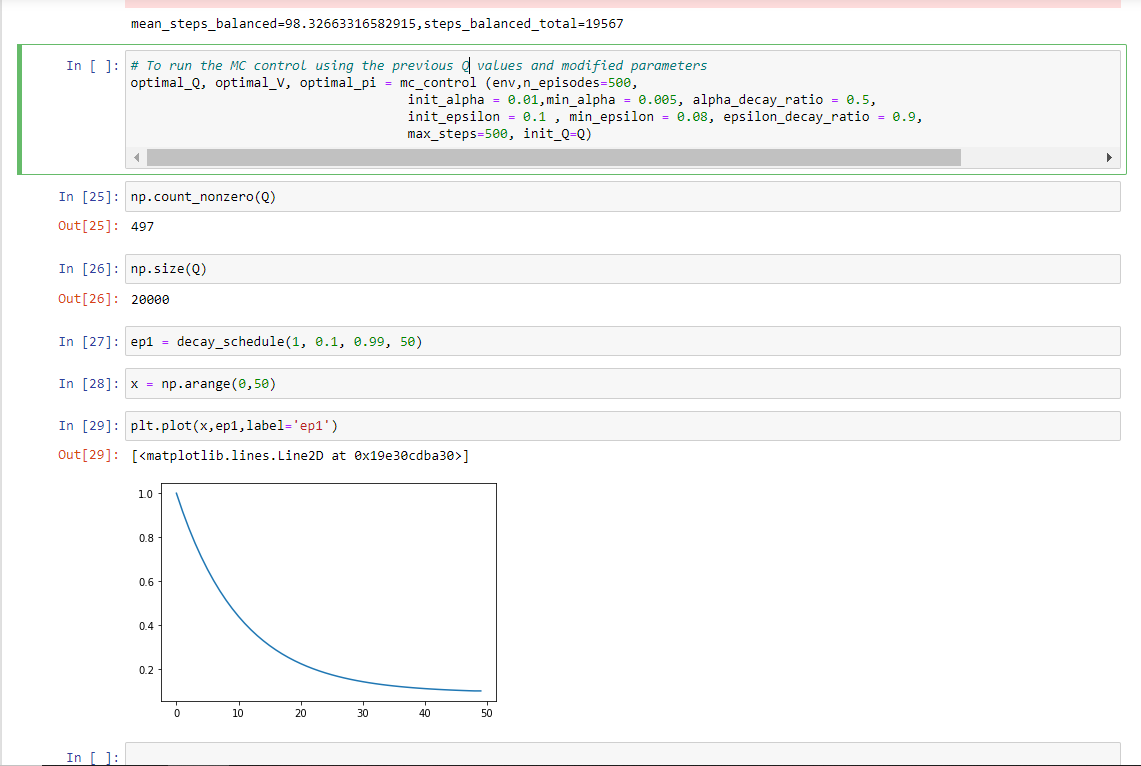 mean_steps_balanced=98.32663316582915,steps_balanced_total=19567
In [ ]: # To run the MC control using the previous Q values and modified parameters
optimal_Q, optimal_V, optimal_pi = mc_control (env,n_episodes=500,
init_alpha = 0.01,min_alpha = 0.005, alpha_decay_ratio = 0.5,
init_epsilon = 0.1 , min_epsilon = 0.08, epsilon_decay_ratio = 0.9,
max_steps=500, init_Q=Q)
In [25]: np.count_nonzero(Q)
Out[25]: 497
In [26]: np.size(Q)
Out[26]: 20000
In [27]: ep1 = decay_schedule(1, 0.1, 0.99, 50)
In [28]: x = np.arange(0,50)
In [29]: plt.plot(x,ep1,label='ep1')
Out[29]: [<matplotlib.lines.Line2D at 0x19e30cdba30>]
1.0
0.8
0.6
0.4
0.2
0 10 20 30 40 50
In [ ]: